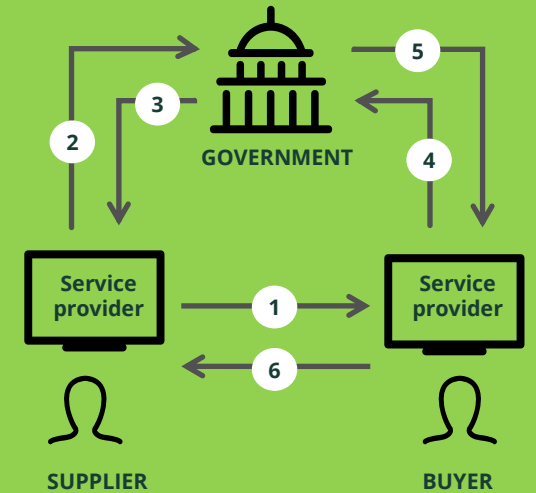 5
3
2
4
GOVERNMENT
Service
provider
Service
provider
1
6
SUPPLIER
BUYER